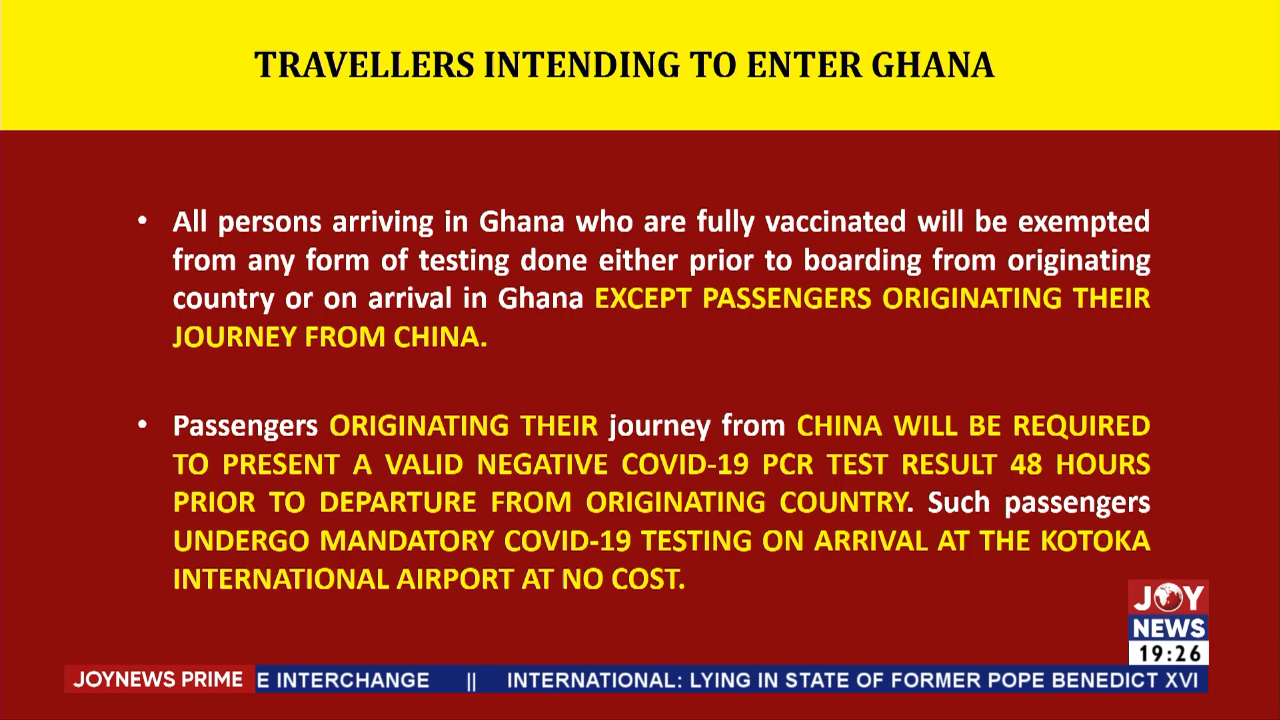 TRAVELLERS INTENDING TO ENTER GHANA
• All persons arriving in Ghana who are fully vaccinated will be exempted
from any form of testing done either prior to boarding from originating
country or on arrival in Ghana EXCEPT PASSENGERS ORIGINATING THEIR
JOURNEY FROM CHINA.
• Passengers ORIGINATING THEIR journey from CHINA WILL BE REQUIRED
TO PRESENT A VALID NEGATIVE COVID-19 PCR TEST RESULT 48 HOURS
PRIOR TO DEPARTURE FROM ORIGINATING COUNTRY. Such passengers
UNDERGO MANDATORY COVID-19 TESTING ON ARRIVAL AT THE KOTOKA
INTERNATIONAL AIRPORT AT NO COST.
JOY
NEWS
19:26
JOYNEWS PRIME E INTERCHANGE || INTERNATIONAL: LYING IN STATE OF FORMER POPE BENEDICT XVI